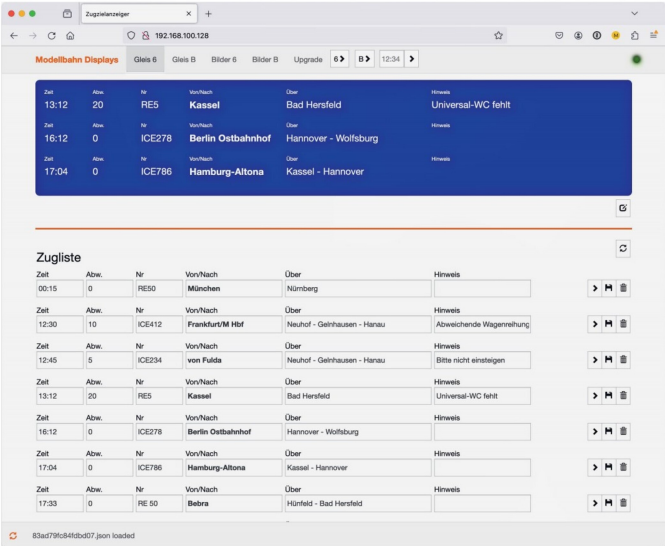 Zugzielanzeiger
192.168.100.128
Modellbahn Displays Gleis 6 Gleis B Bilder 6 Bilder B Upgrade 6 B 12:34
Zeit Abw. Nr Von/Nach Über Hinweis
13:12 20 RE5 Kassel Bad Hersfeld Universal-WC fehlt
Zeit Abw. Nr Von/Nach Über Hinweis
16:12 0 ICE278 Berlin Ostbahnhof Hannover - Wolfsburg
Zeit Abw. Nr Von/Nach Über Hinweis
17:04 0 ICE786 Hamburg-Altona Kassel - Hannover
Zugliste
Zeit Abw. Nr Von/Nach Über Hinweis
00:15 0 RE50 München Nürnberg
Zeit Abw. Nr Von/Nach Über Hinweis
12:30 10 ICE412 Frankfurt/M Hbf Neuhof - Gelnhausen - Hanau Abweichende Wagenreihung
Zeit Abw. Nr Von/Nach Über Hinweis
12:45 5 ICE234 von Fulda Neuhof - Gelnhausen - Hanau Bitte nicht einsteigen
Zeit Abw. Nr Von/Nach Über Hinweis
13:12 20 RE5 Kassel Bad Hersfeld Universal-WC fehlt
Zeit Abw. Nr Von/Nach Über Hinweis
16:12 0 ICE278 Berlin Ostbahnhof Hannover - Wolfsburg
Zeit Abw. Nr Von/Nach Über Hinweis
17:04 0 ICE786 Hamburg-Altona Kassel - Hannover
Zeit Abw. Nr Von/Nach Über Hinweis
17:33 0 RE 50 Bebra Hünfeld - Bad Hersfeld
83ad79fc84fdbd07.json loaded